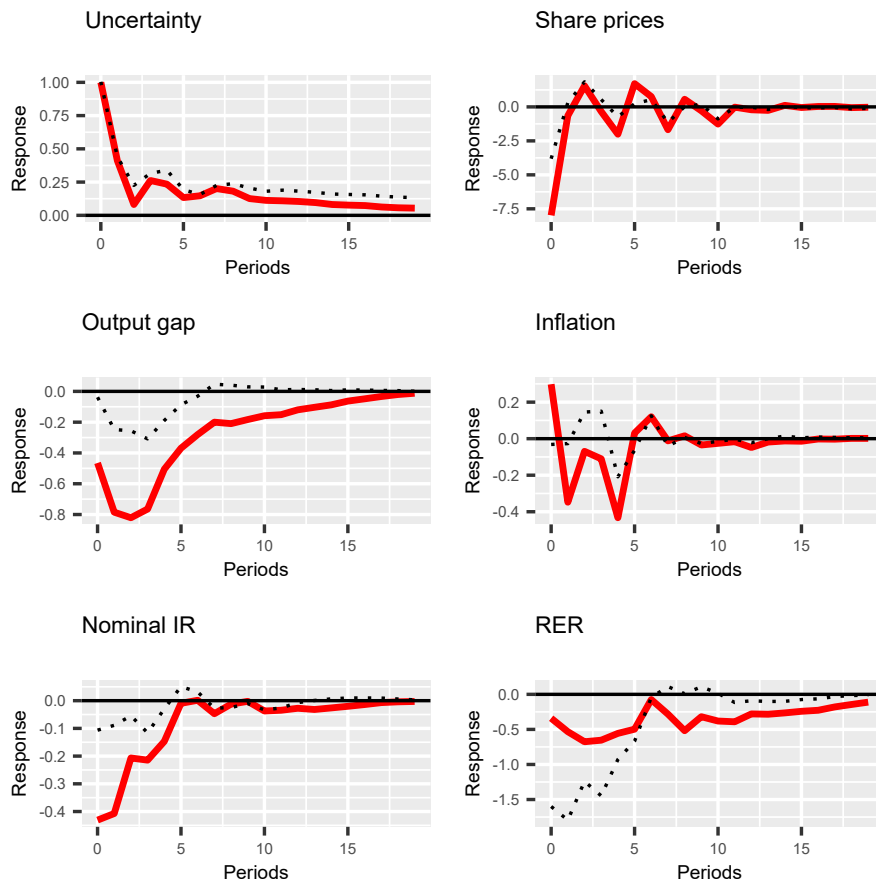 Uncertainty
Response
1.00
0.75
0.50
0.25
0.00
0 5 10 15
Periods
Share prices
Response
0.0
-2.5
-5.0
-7.5
0 5 10 15
Periods
Output gap
Response
0.0
-0.2
-0.4
-0.6
-0.8
0 5 10 15
Periods
Inflation
Response
0.2
0.0
-0.2
-0.4
0 5 10 15
Periods
Nominal IR
Response
0.0
-0.1
-0.2
-0.3
-0.4
0 5 10 15
Periods
RER
Response
0.0
-0.5
-1.0
-1.5
0 5 10 15
Periods